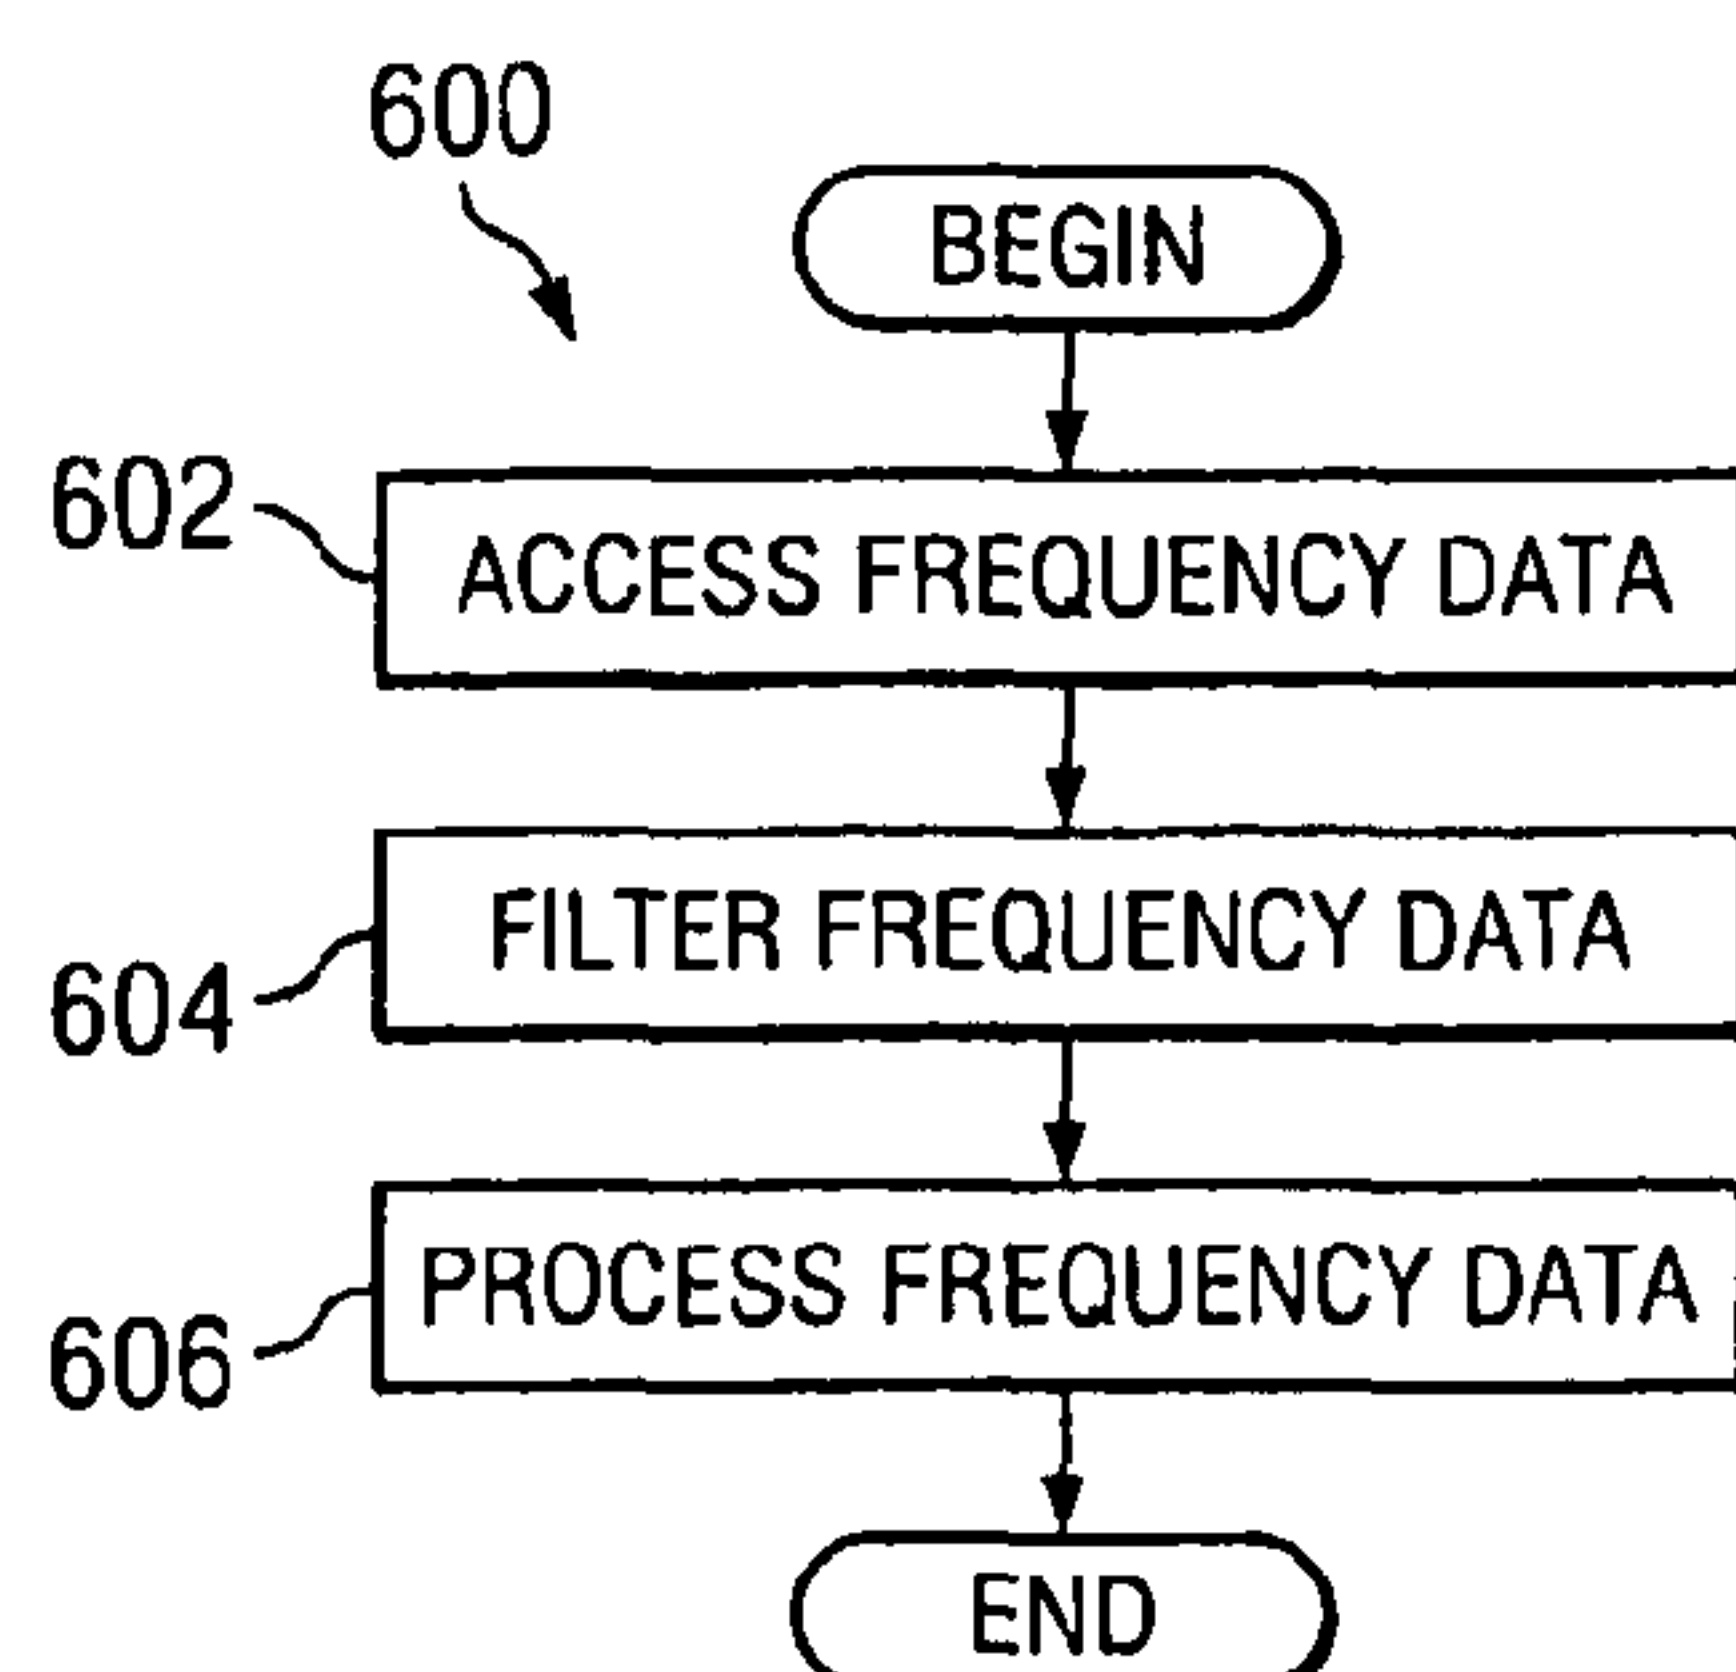 600
BEGIN
602
ACCESS FREQUENCY DATA
FILTER FREQUENCY DATA
604
PROCESS FREQUENCY DATA
606
END